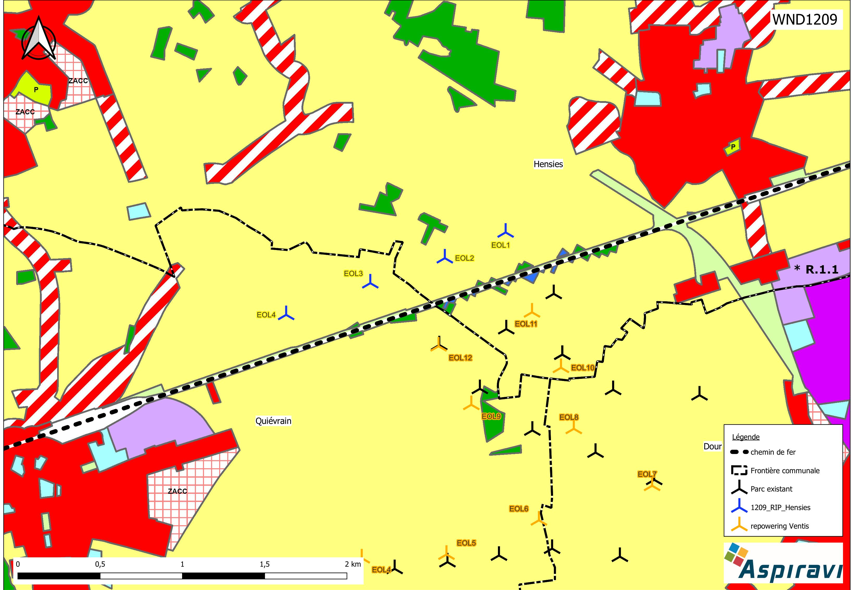 WND1209
ZACC
P
ZACC
P
Hensies
EOL1
EOL2
EOL3
EOL4
* R.1.1
EOL11
EOL12
EOL10
EOL9
EOL8
Quiévrain
Dour
EOL7
EOL6
EOL5
EOL4
ZACC
Légende
chemin de fer
Frontière communale
Parc existant
1209_RIP_Hensies
repowering Ventis
0 0,5 1 1,5 2 km
Aspiravi